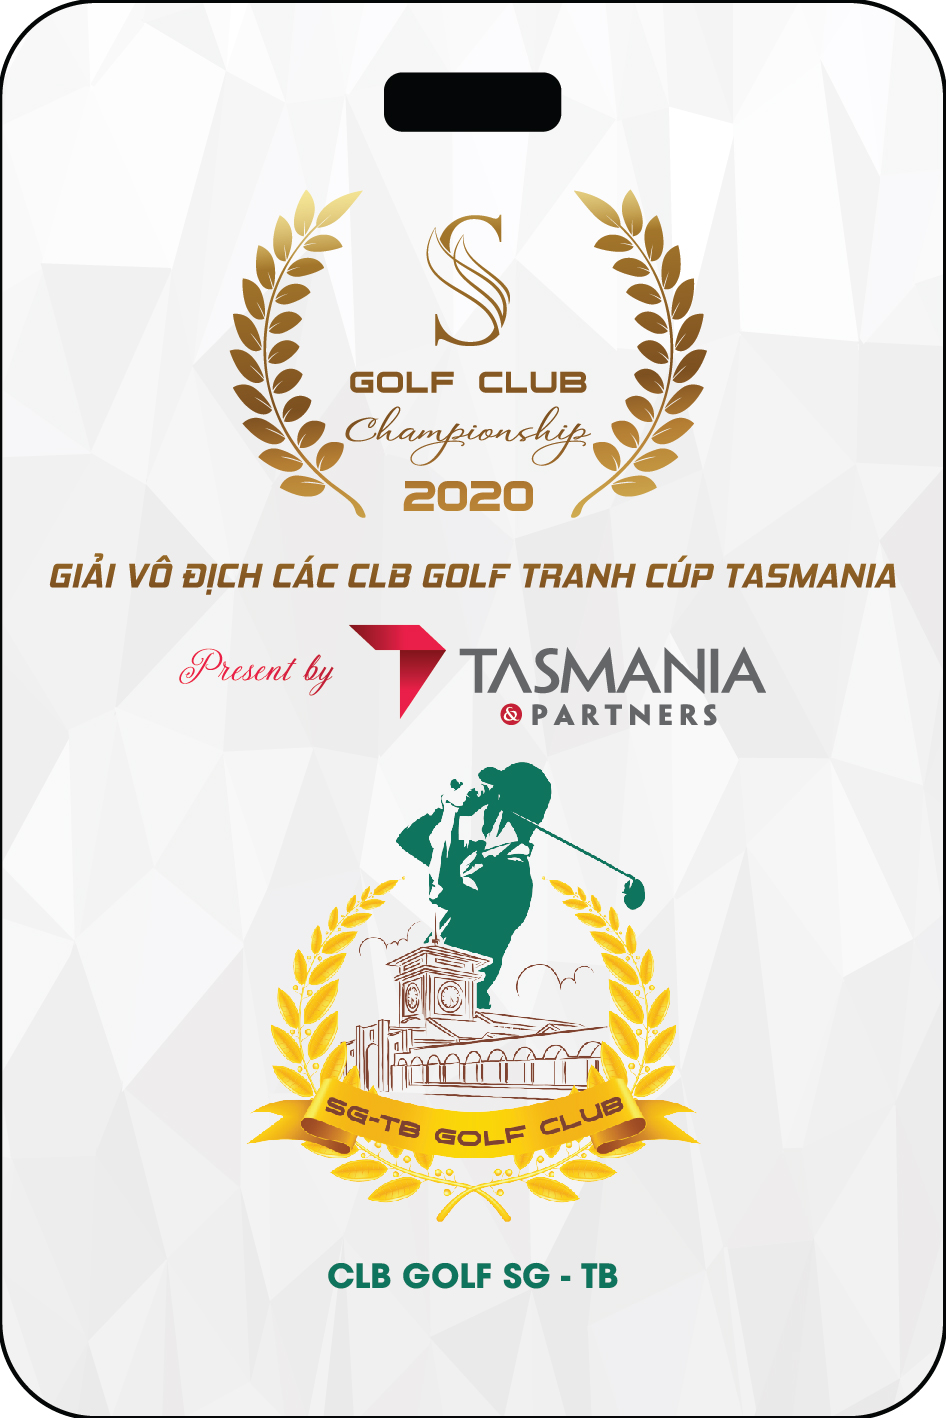 S
GOLF CLUB
Championship
2020
GIẢI VÔ ĐỊCH CÁC CLB GOLF TRANH CÚP TASMANIA
Present by
TASMANIA
& PARTNERS
SG-TB GOLF CLUB
CLB GOLF SG - TB